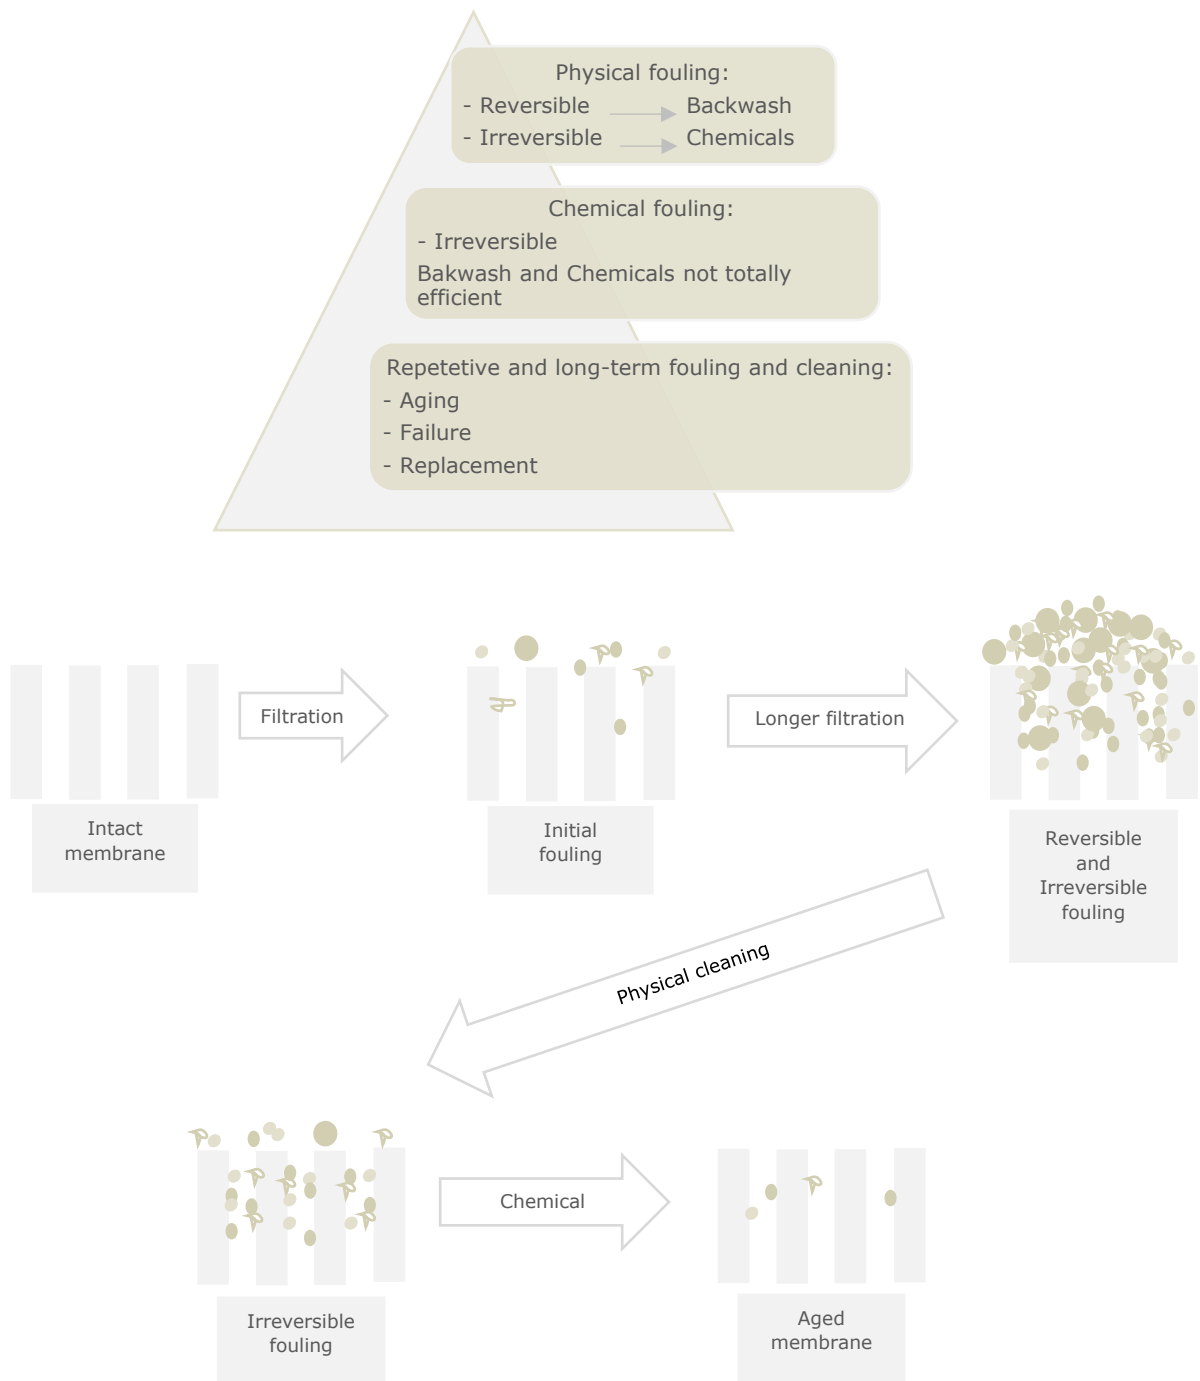 Physical fouling:
- Reversible Backwash
- Irreversible Chemicals
Chemical fouling:
- Irreversible
Bakwash and Chemicals not totally
efficient
Repetetive and long-term fouling and cleaning:
- Aging
- Failure
- Replacement
Filtration
Longer filtration
Intact
membrane
Initial
fouling
Reversible
and
Irreversible
fouling
Physical cleaning
Chemical
Irreversible
fouling
Aged
membrane